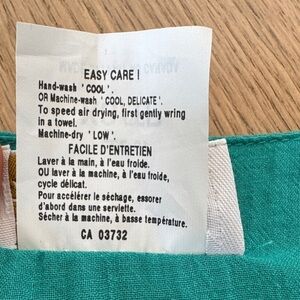 EASY CARE !
Hand-wash ' COOL '.
OR Machine-wash ' COOL, DELICATE '.
To speed air drying, first gently wring
in a towel.
Machine-dry ' LOW '.
FACILE D'ENTRETIEN
Laver à la main, à l'eau froide.
OU à la machine, à l'eau froide,
cycle délicat.
Pour accélérer le séchage, essorer
d'abord dans une serviette.
Sécher à la machine, à basse température.
CA 03732